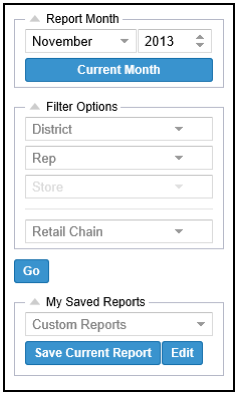 Report Month
November 2013
Current Month
Filter Options
District
Rep
Store
Retail Chain
Go
My Saved Reports
Custom Reports
Save Current Report Edit